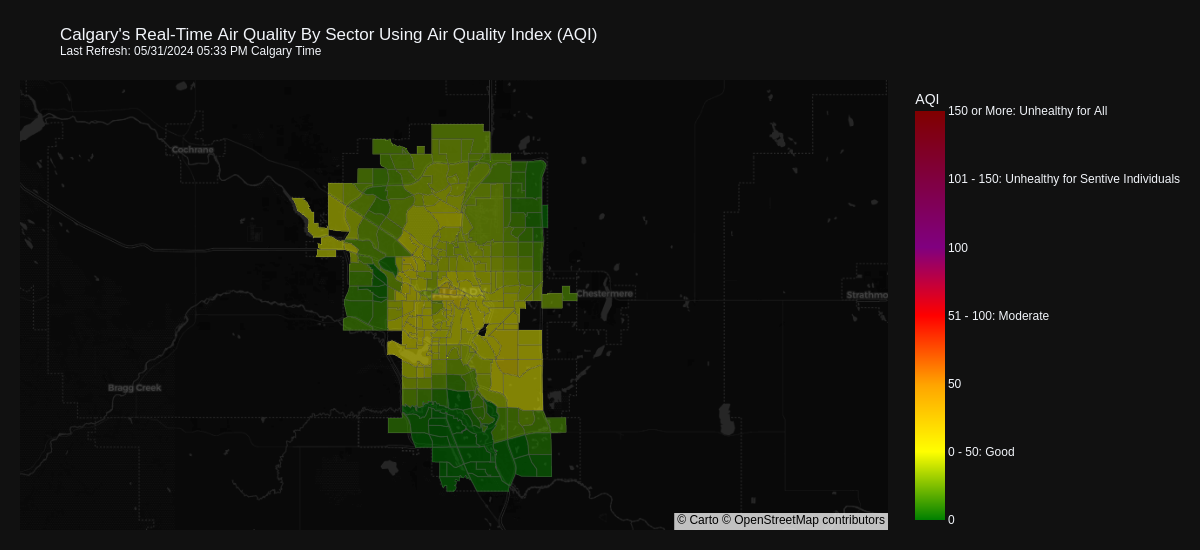 Calgary's Real-Time Air Quality By Sector Using Air Quality Index (AQI)
Last Refresh: 05/31/2024 05:33 PM Calgary Time
AQI
150 or More: Unhealthy for All
Cochrane
101 - 150: Unhealthy for Sentive Individuals
100
Chestermere
Strathmo
51 - 100: Moderate
Bragg Creek
50
0 - 50: Good
0
© Carto © OpenStreetMap contributors